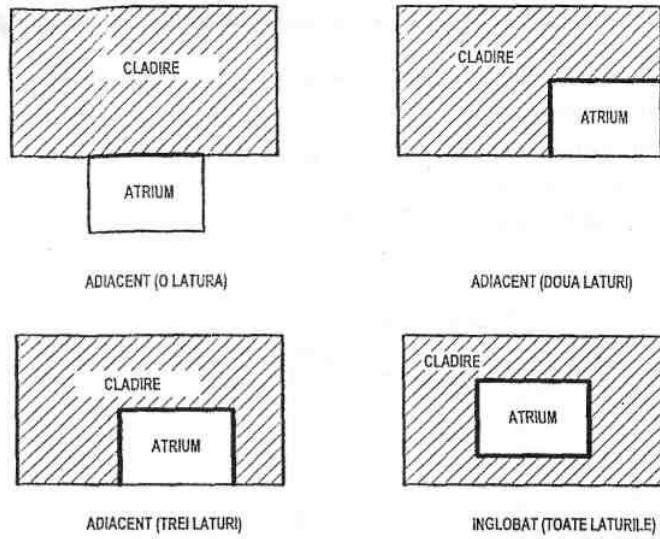 CLADIRE
ATRIUM
ADIACENT (O LATURA)
CLADIRE
ATRIUM
ADIACENT (DOUA LATURI)
CLADIRE
ATRIUM
ADIACENT (TREI LATURI)
CLADIRE
ATRIUM
INGLOBAT (TOATE LATURILE)